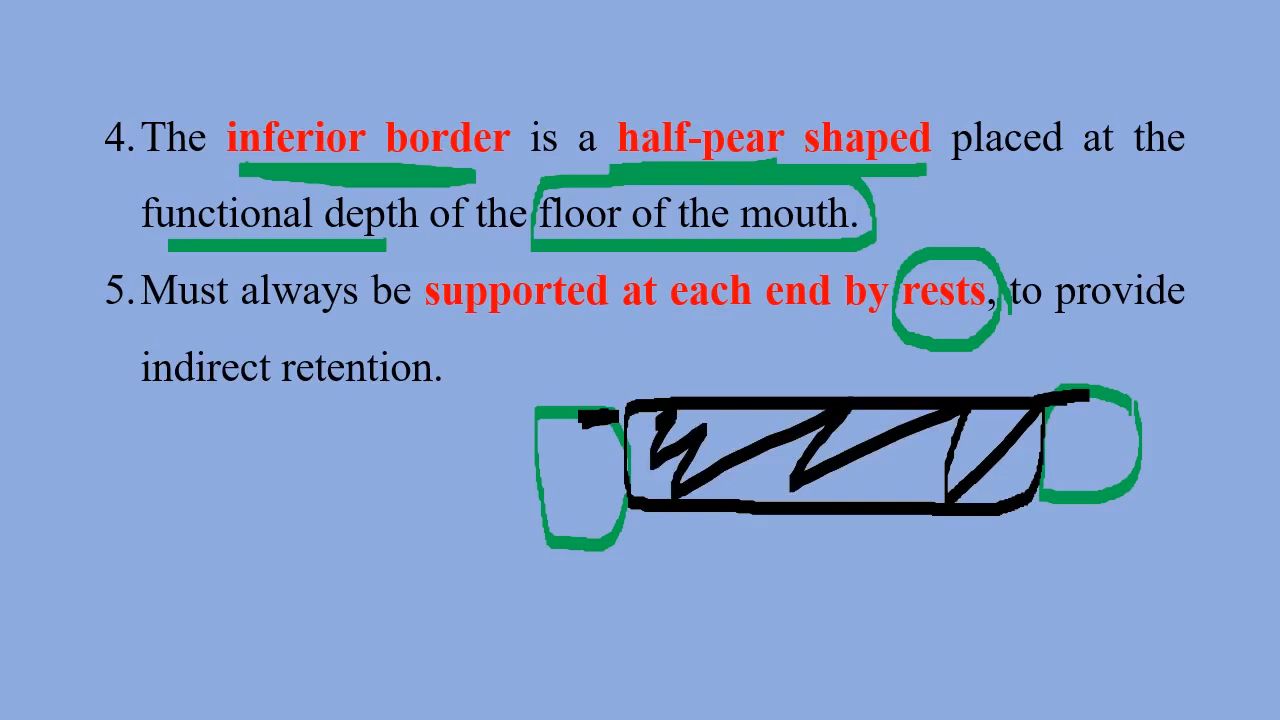 4. The inferior border is a half-pear shaped placed at the
functional depth of the floor of the mouth.
5. Must always be supported at each end by rests, to provide
indirect retention.